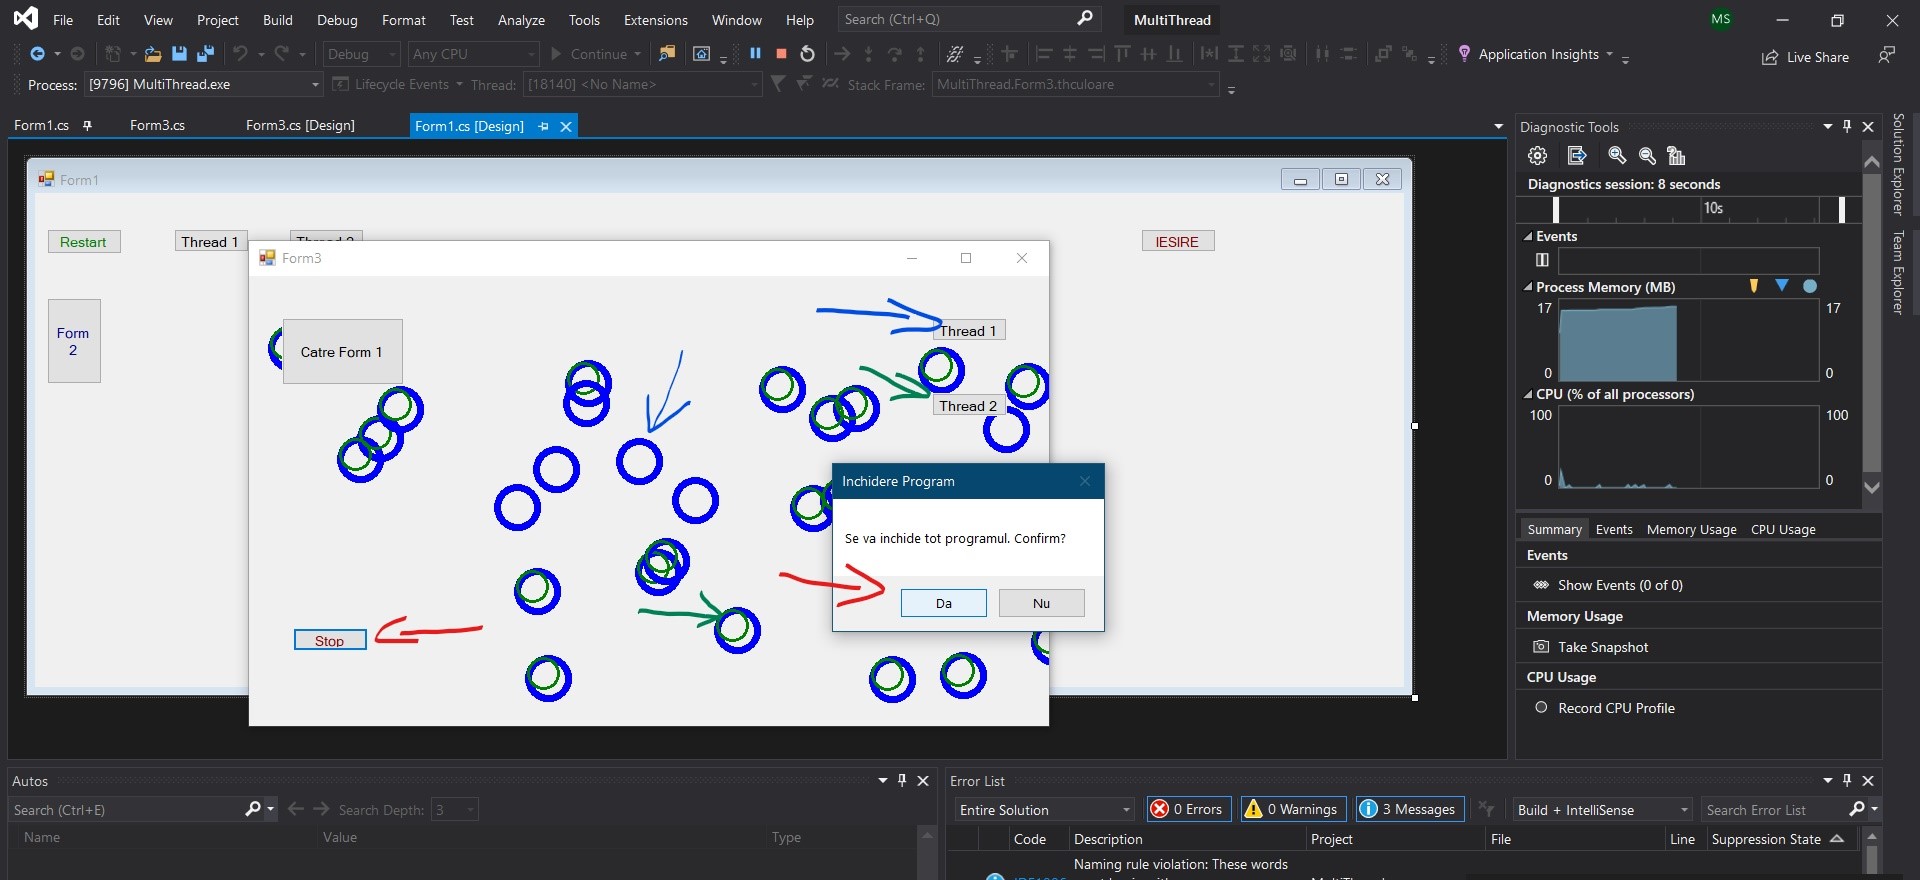 File Edit View Project Build Debug Format Test Analyze Tools Extensions Window Help Search (Ctrl+Q) MultiThread MS
Debug Any CPU Continue Application Insights Live Share
Process: [9796] MultiThread.exe Lifecycle Events Thread: [18140] <No Name> Stack Frame: MultiThread.Form3.thculoare
Form1.cs Form3.cs Form3.cs [Design] Form1.cs [Design]
Form1
Restart Thread 1 IESIRE
Form
2
Form3
Catre Form 1
Thread 1
Thread 2
Stop
Inchidere Program
Se va inchide tot programul. Confirm?
Da Nu
Diagnostic Tools
Diagnostics session: 8 seconds
10s
Events
Process Memory (MB)
17 17
0 0
CPU (% of all processors)
100 100
0 0
Summary Events Memory Usage CPU Usage
Events
Show Events (0 of 0)
Memory Usage
Take Snapshot
CPU Usage
Record CPU Profile
Solution Explorer
Team Explorer
Autos
Search (Ctrl+E) Search Depth: 3
Name Value Type
Error List
Entire Solution 0 Errors 0 Warnings 3 Messages Build + IntelliSense Search Error List
Code Description Project File Line Suppression State
Naming rule violation: These words